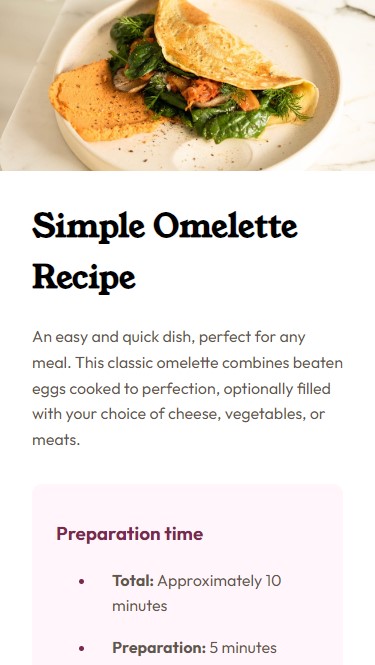 Simple Omelette
Recipe
An easy and quick dish, perfect for any
meal. This classic omelette combines beaten
eggs cooked to perfection, optionally filled
with your choice of cheese, vegetables, or
meats.
Preparation time
• Total: Approximately 10
minutes
• Preparation: 5 minutes